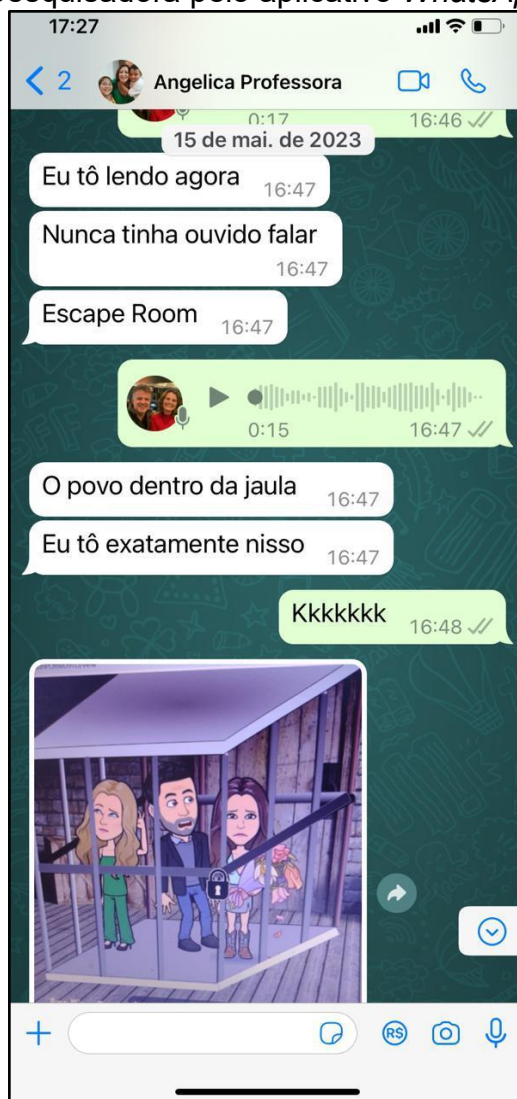 pesquisadora pelo aplicativo
17:27
2 Angelica Professora
0:17 16:46
15 de mai. de 2023
Eu tô lendo agora 16:47
Nunca tinha ouvido falar
16:47
Escape Room 16:47
0:15 16:47
O povo dentro da jaula 16:47
Eu tô exatamente nisso 16:47
Kkkkkkk 16:48
R$